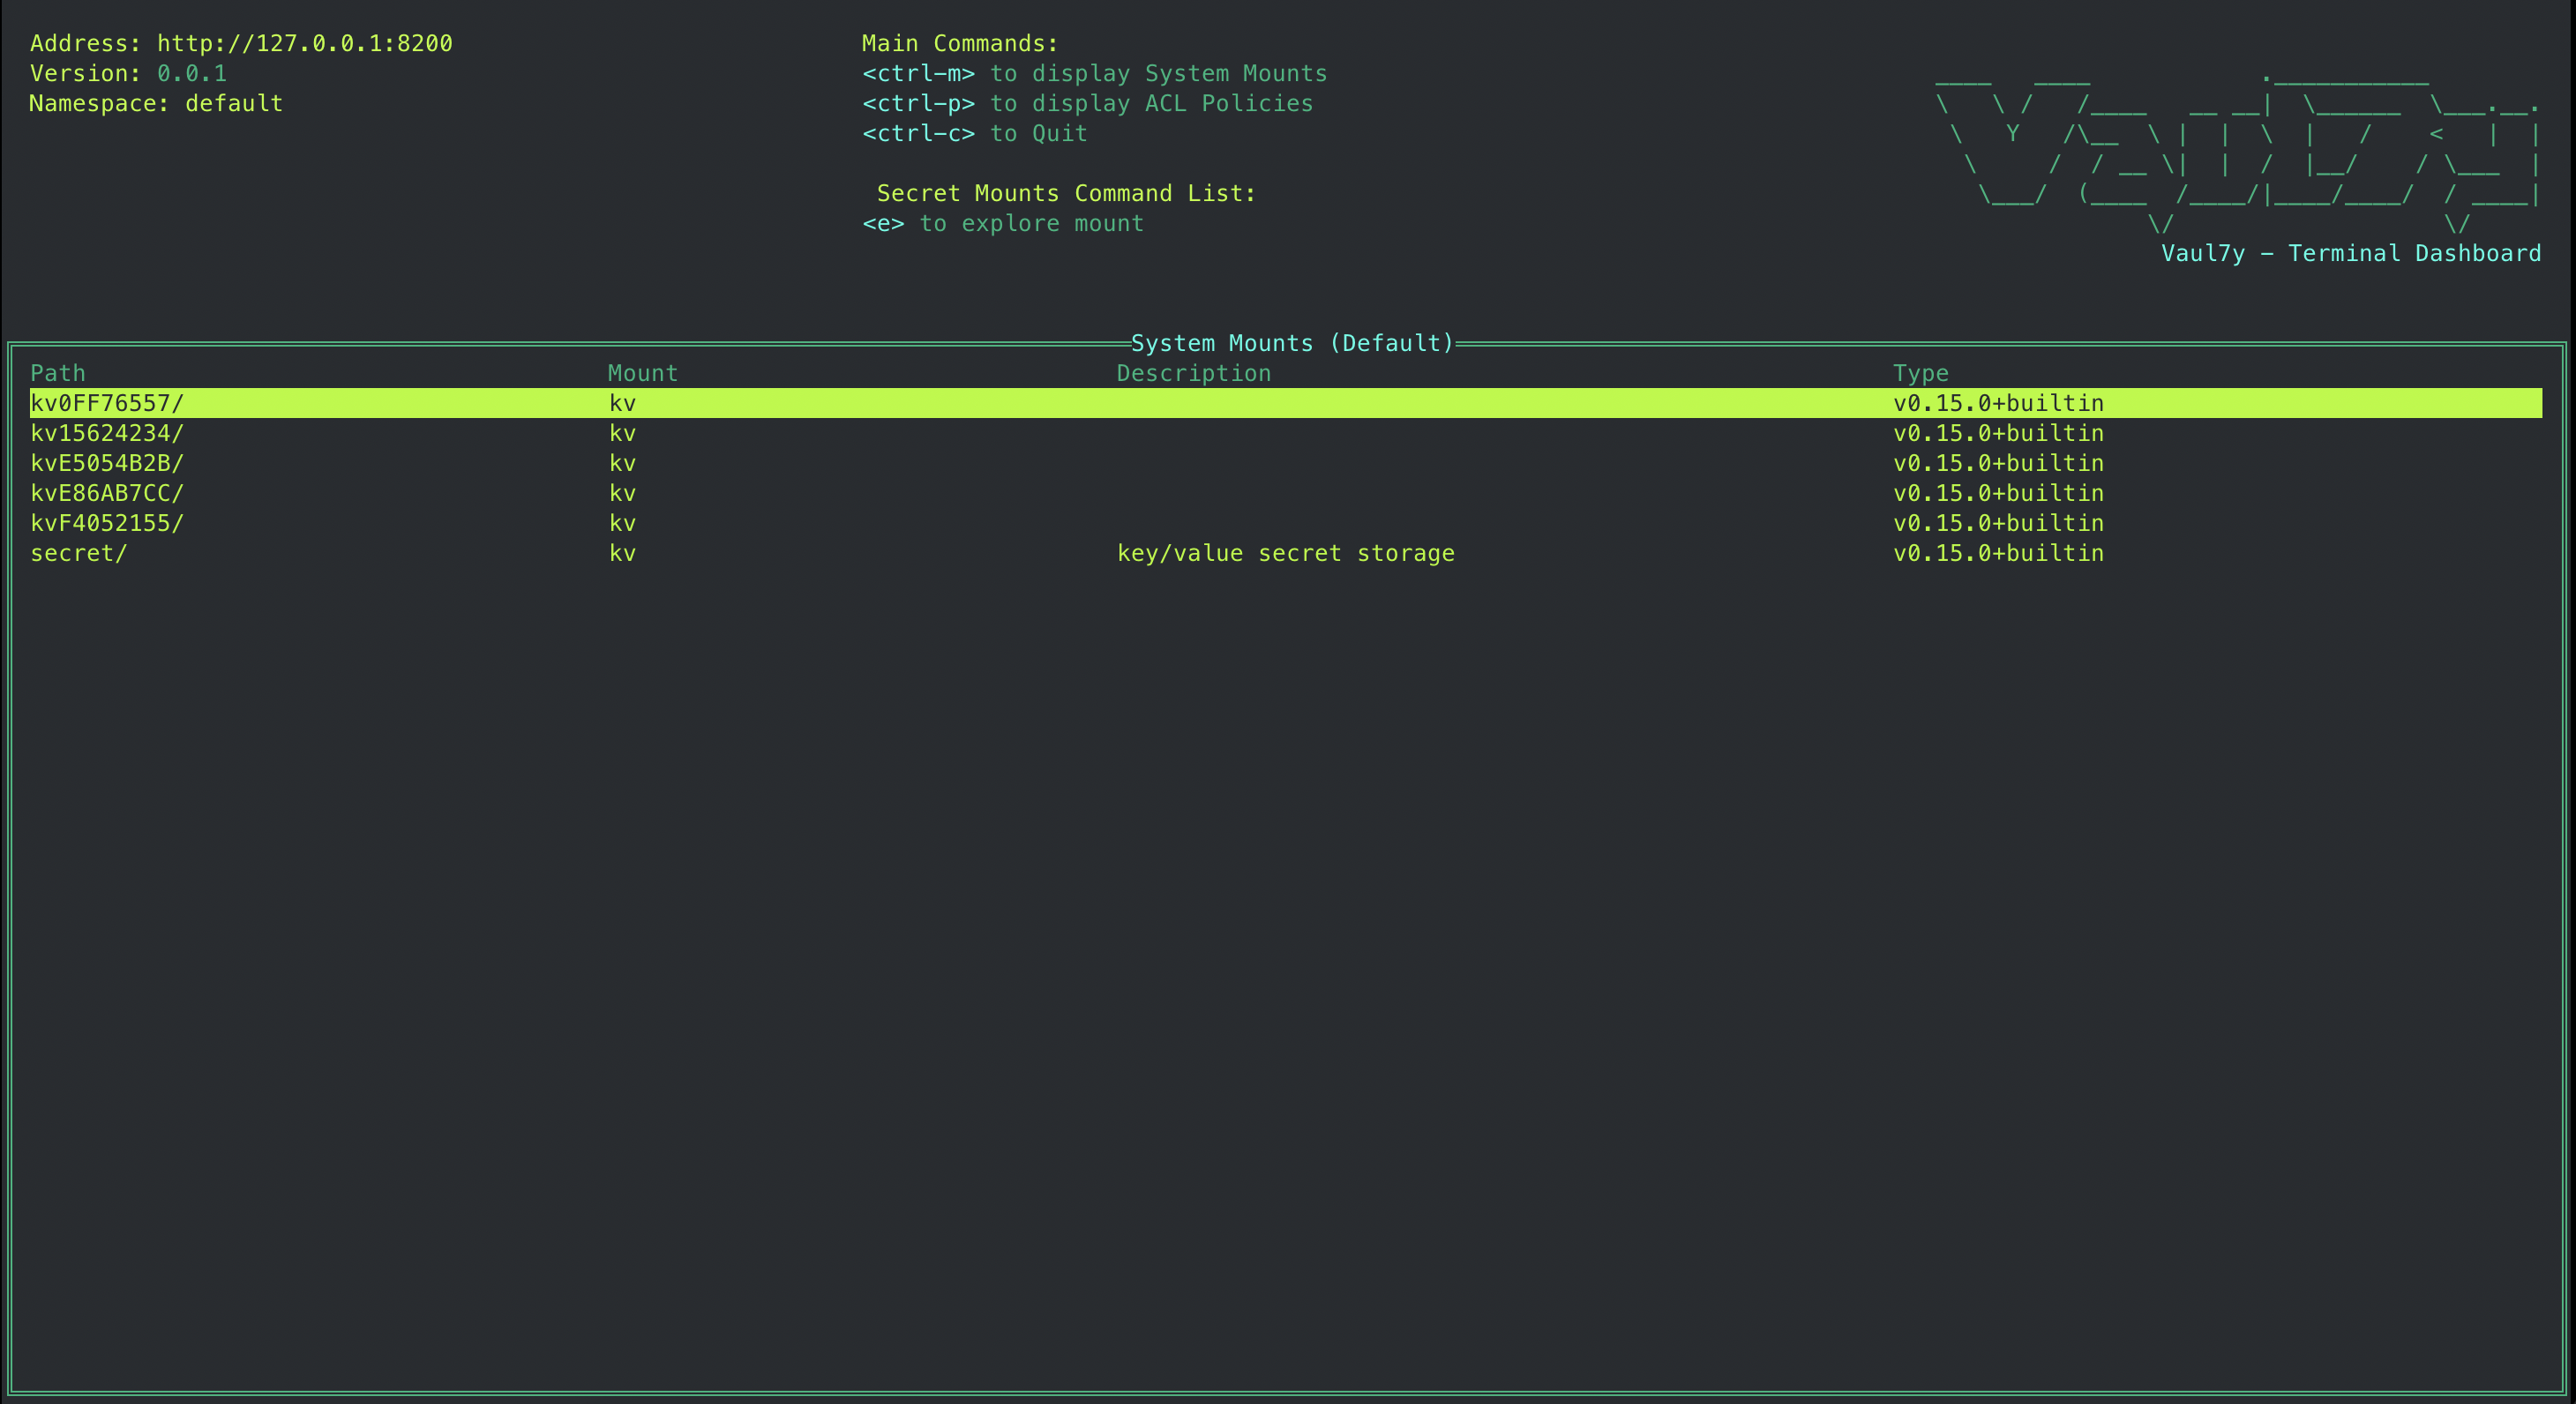 Address: http://127.0.0.1:8200
Version: 0.0.1
Namespace: default
Main Commands:
<ctrl-m> to display System Mounts
<ctrl-p> to display ACL Policies
<ctrl-c> to Quit
Secret Mounts Command List:
<e> to explore mount
Vaul7y - Terminal Dashboard
System Mounts (Default)
Path Mount Description Type
kv0FF76557/ kv v0.15.0+builtin
kv15624234/ kv v0.15.0+builtin
kvE5054B2B/ kv v0.15.0+builtin
kvE86AB7CC/ kv v0.15.0+builtin
kvF4052155/ kv v0.15.0+builtin
secret/ kv key/value secret storage v0.15.0+builtin